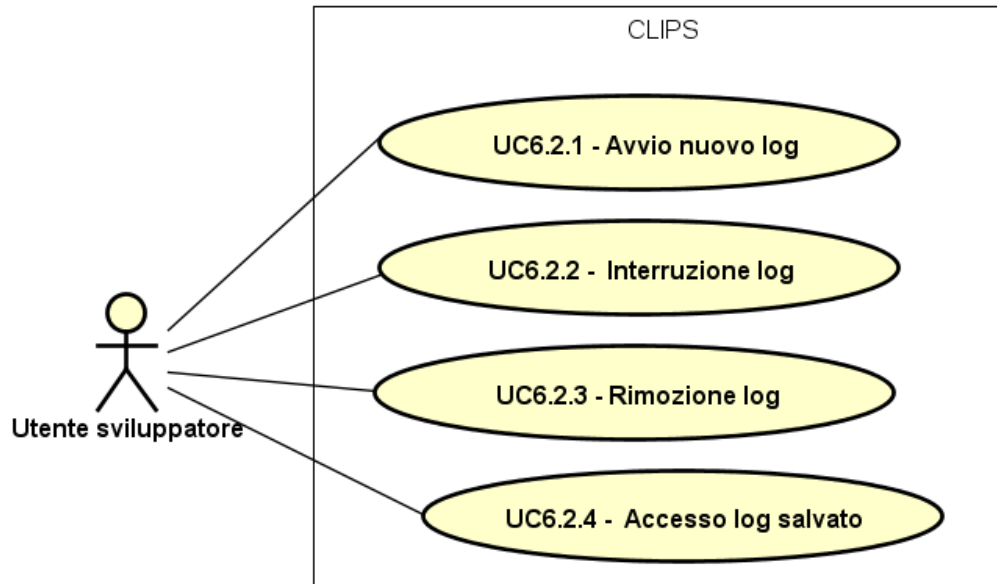 CLIPS
UC6.2.1 - Avvio nuovo log
UC6.2.2 - Interruzione log
UC6.2.3 - Rimozione log
Utente sviluppatore
UC6.2.4 - Accesso log salvato